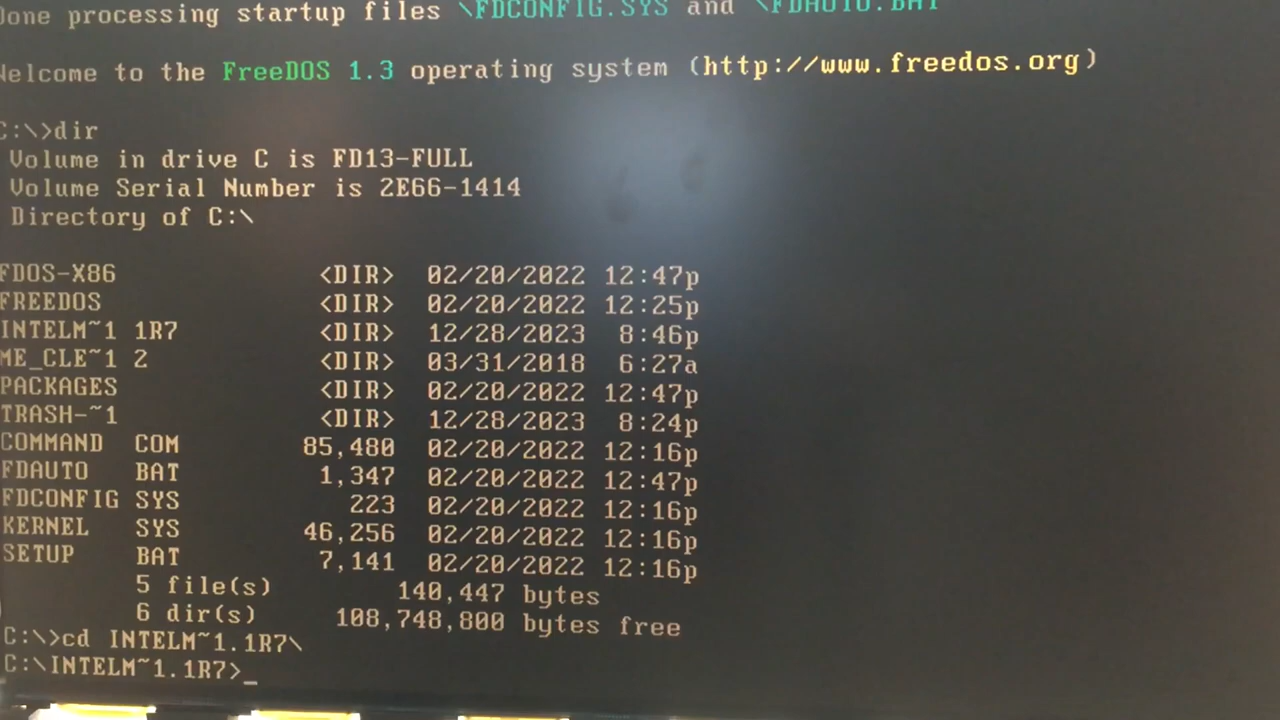 Done processing startup files \FDCONFIG.SYS and \FDAUTO.BAT
Welcome to the FreeDOS 1.3 operating system (http://www.freedos.org)
C:\>dir
Volume in drive C is FD13-FULL
Volume Serial Number is 2E66-1414
Directory of C:\
FDOS-X86 <DIR> 02/20/2022 12:47p
FREEDOS <DIR> 02/20/2022 12:25p
INTELM~1 1R7 <DIR> 12/28/2023 8:46p
ME_CLE~1 2 <DIR> 03/31/2018 6:27a
PACKAGES <DIR> 02/20/2022 12:47p
TRASH-~1 <DIR> 12/28/2023 8:24p
COMMAND COM 85,480 02/20/2022 12:16p
FDAUTO BAT 1,347 02/20/2022 12:47p
FDCONFIG SYS 223 02/20/2022 12:16p
KERNEL SYS 46,256 02/20/2022 12:16p
SETUP BAT 7,141 02/20/2022 12:16p
5 file(s) 140,447 bytes
6 dir(s) 108,748,800 bytes free
C:\>cd INTELM~1.1R7\
C:\INTELM~1.1R7>_